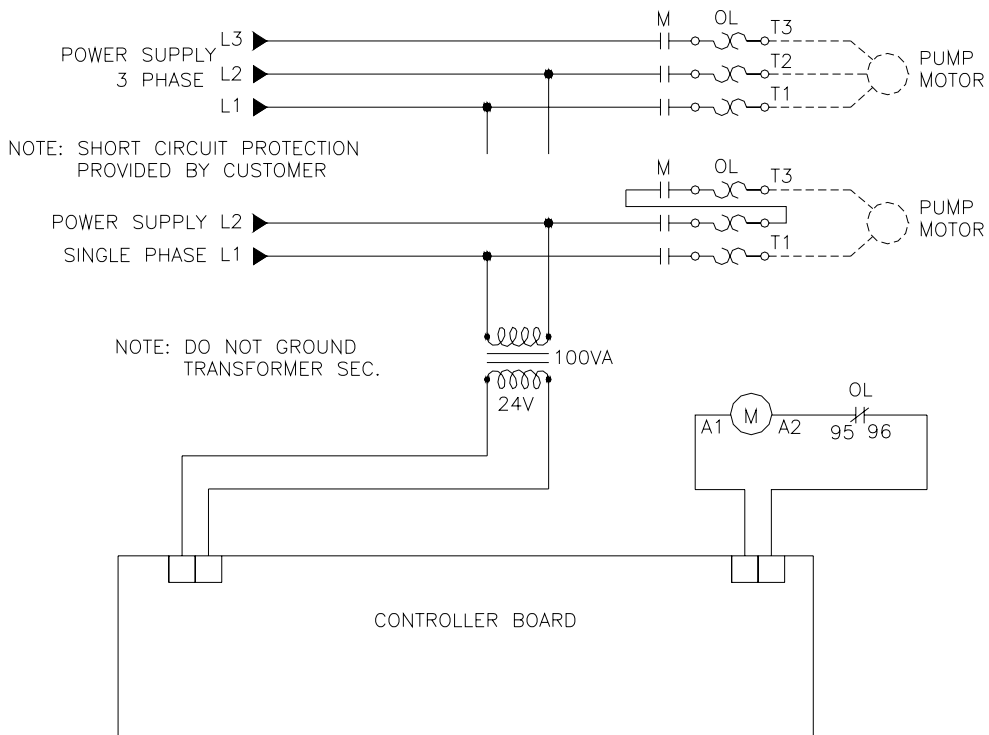 M OL
L3 T3
POWER SUPPLY
3 PHASE L2 T2 PUMP
MOTOR
L1 T1
NOTE: SHORT CIRCUIT PROTECTION
PROVIDED BY CUSTOMER
M OL T3
POWER SUPPLY L2 PUMP
MOTOR
SINGLE PHASE L1 T1
NOTE: DO NOT GROUND
TRANSFORMER SEC.
100VA
24V
OL
A1 M A2 95 96
CONTROLLER BOARD